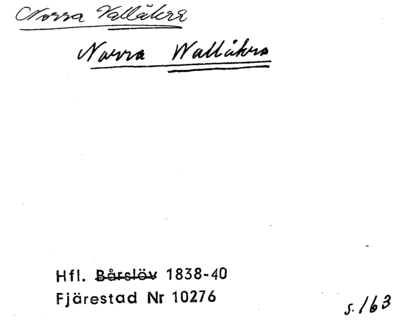 Norra Vallåkra
Norra Wallåkra
Hfl. Bårslöv 1838-40
Fjärestad Nr 10276
s. 163